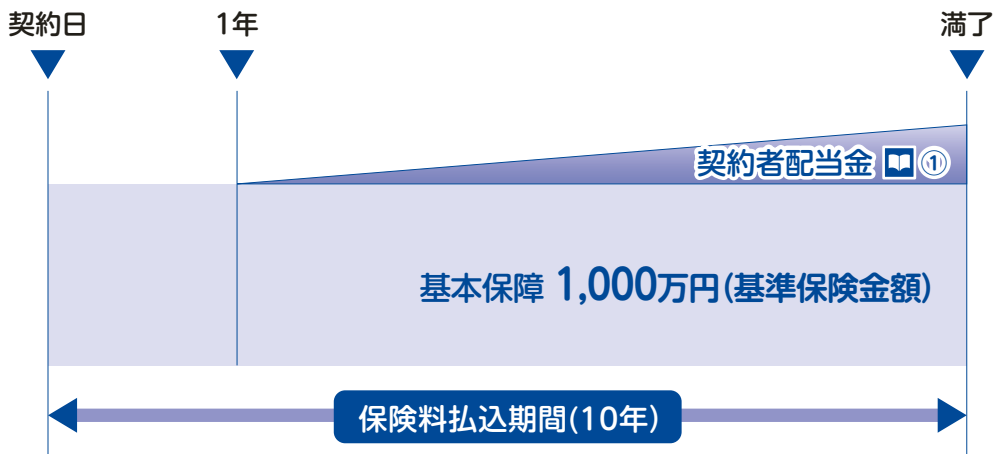 契約日
1年
満了
契約者配当金 ①
基本保障 1,000万円(基準保険金額)
保険料払込期間(10年)